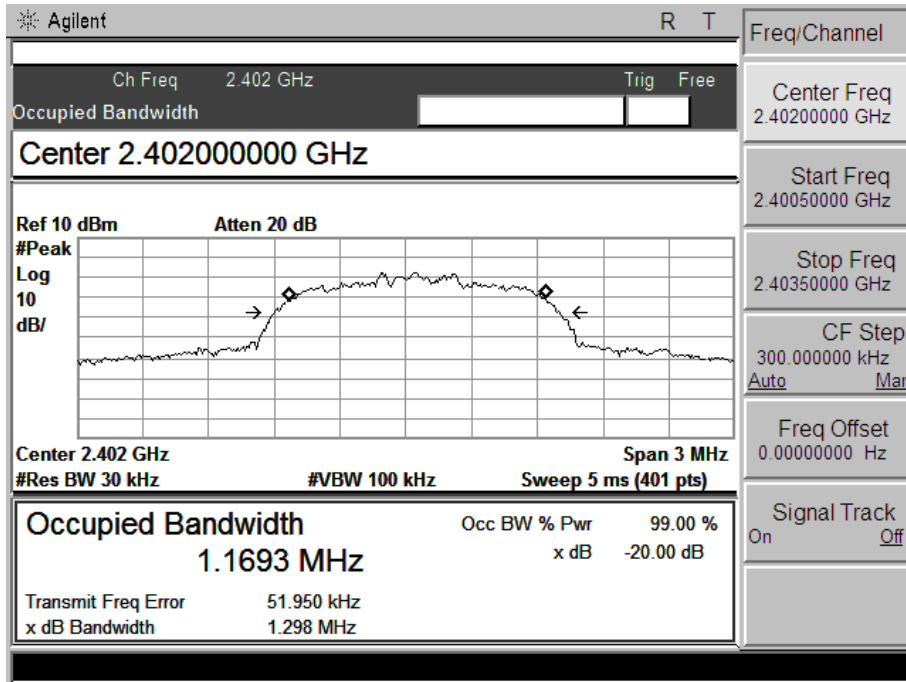 Agilent R T
Ch Freq 2.402 GHz Trig Free
Occupied Bandwidth
Center 2.402000000 GHz
Ref 10 dBm Atten 20 dB
#Peak
Log
10
dB/
Center 2.402 GHz Span 3 MHz
#Res BW 30 kHz #VBW 100 kHz Sweep 5 ms (401 pts)
Occupied Bandwidth
1.1693 MHz
Occ BW % Pwr 99.00 %
x dB -20.00 dB
Transmit Freq Error 51.950 kHz
x dB Bandwidth 1.298 MHz
Freq/Channel
Center Freq
2.40200000 GHz
Start Freq
2.40050000 GHz
Stop Freq
2.40350000 GHz
CF Step
300.000000 kHz
Auto Man
Freq Offset
0.00000000 Hz
Signal Track
On Off